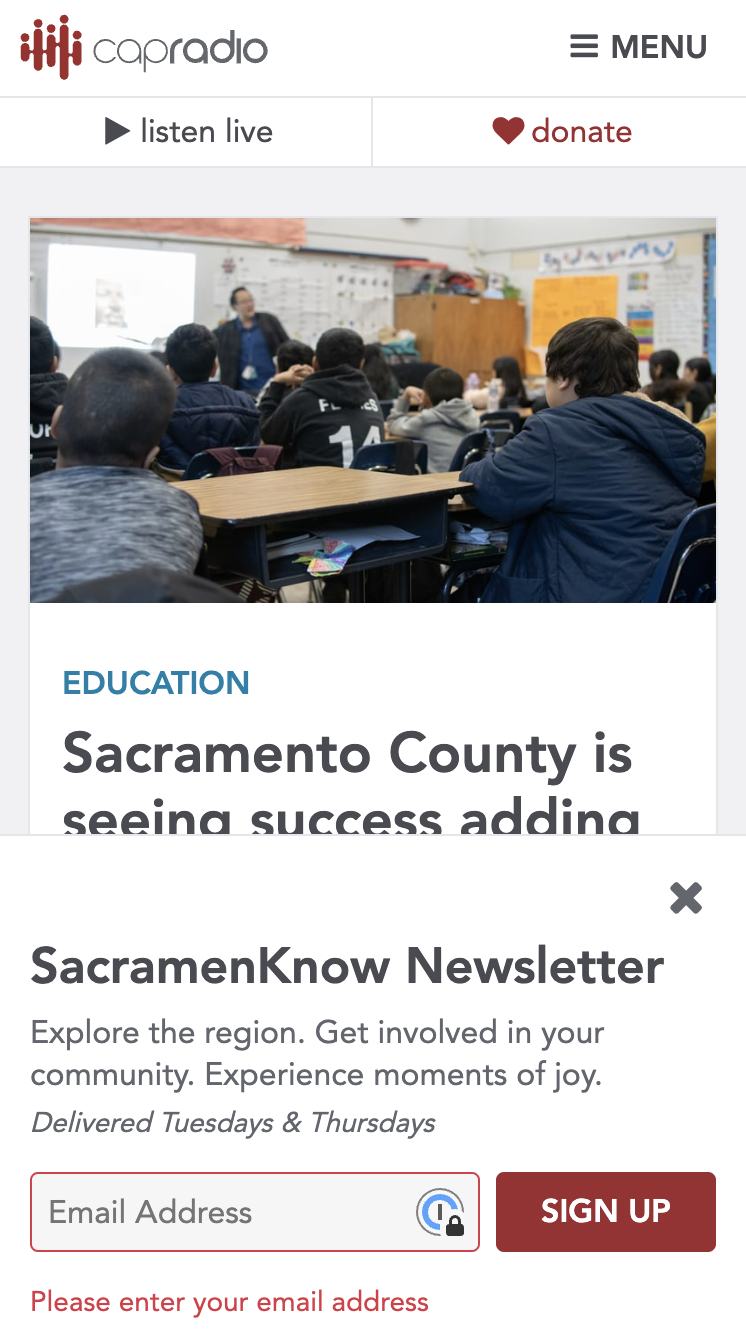 capradio
MENU
listen live
donate
14
EDUCATION
Sacramento County is
seeing success adding
SacramenKnow Newsletter
Explore the region. Get involved in your
community. Experience moments of joy.
Delivered Tuesdays & Thursdays
Email Address
SIGN UP
Please enter your email address